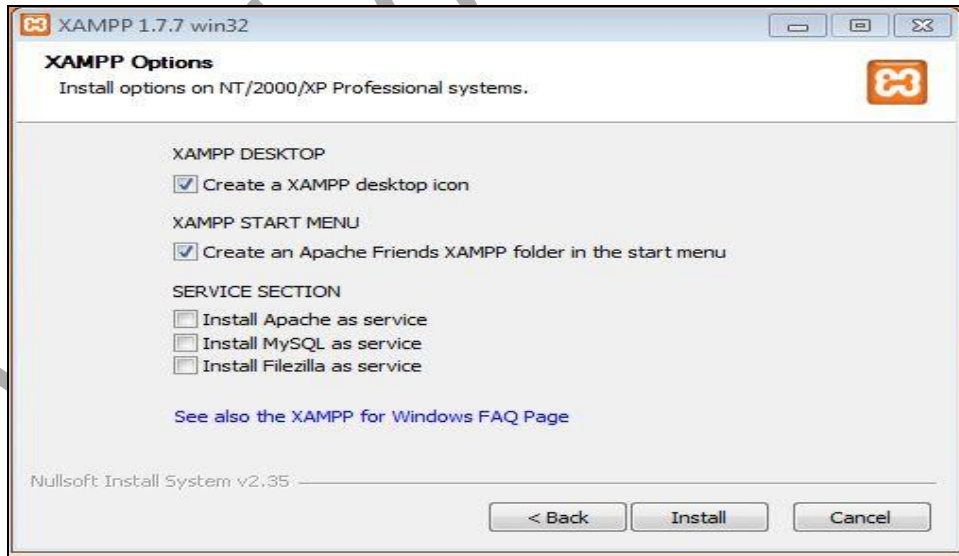 XAMPP 1.7.7 win32
XAMPP Options
Install options on NT/2000/XP Professional systems.
XAMPP DESKTOP
Create a XAMPP desktop icon
XAMPP START MENU
Create an Apache Friends XAMPP folder in the start menu
SERVICE SECTION
Install Apache as service
Install MySQL as service
Install Filezilla as service
See also the XAMPP for Windows FAQ Page
Nullsoft Install System v2.35
< Back Install Cancel